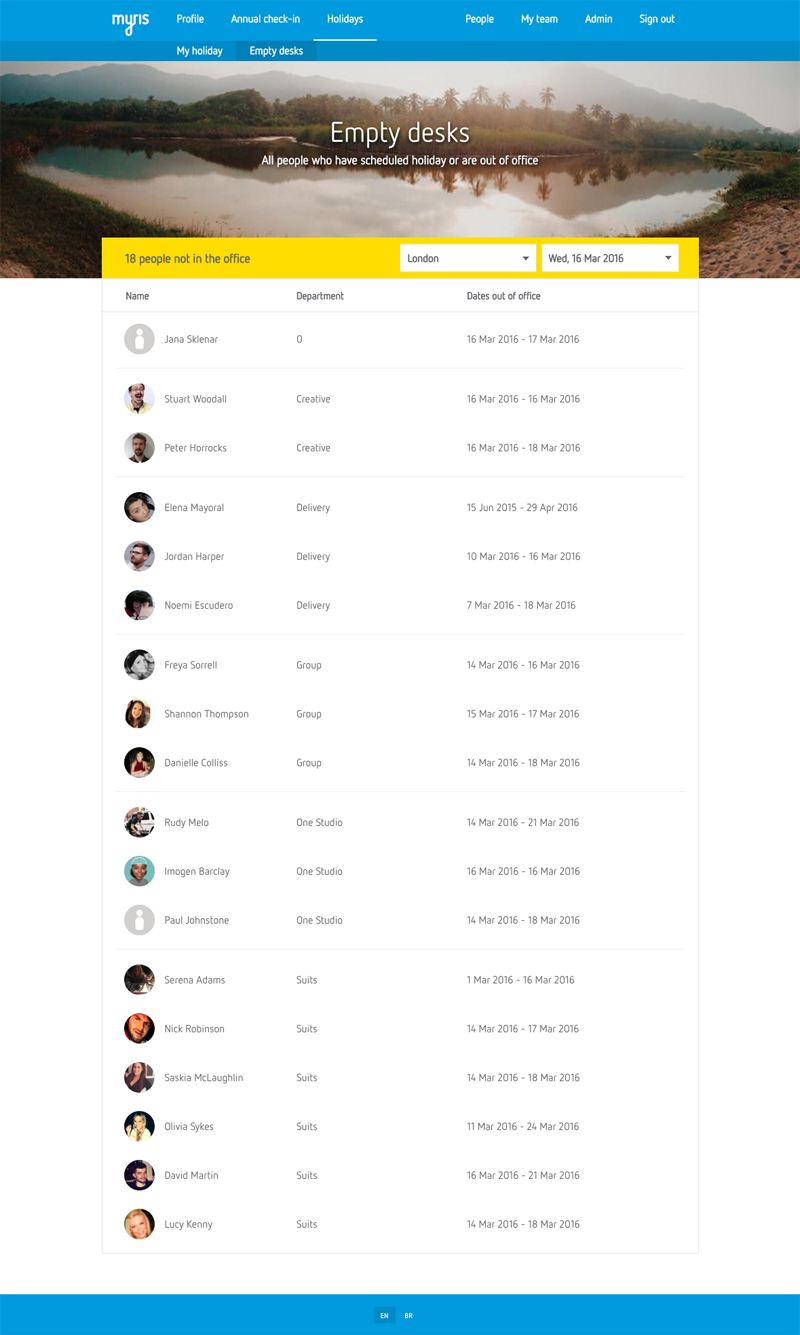 myris Profile Annual check-in Holidays People My team Admin Sign out
My holiday Empty desks
Empty desks
All people who have scheduled holiday or are out of office
18 people not in the office London Wed, 16 Mar 2016
Name Department Dates out of office
Jana Sklenar O 16 Mar 2016 - 17 Mar 2016
Stuart Woodall Creative 16 Mar 2016 - 16 Mar 2016
Peter Horrocks Creative 16 Mar 2016 - 18 Mar 2016
Elena Mayoral Delivery 15 Jun 2015 - 29 Apr 2016
Jordan Harper Delivery 10 Mar 2016 - 16 Mar 2016
Noemi Escudero Delivery 7 Mar 2016 - 18 Mar 2016
Freya Sorrell Group 14 Mar 2016 - 16 Mar 2016
Shannon Thompson Group 15 Mar 2016 - 17 Mar 2016
Danielle Colliss Group 14 Mar 2016 - 18 Mar 2016
Rudy Melo One Studio 14 Mar 2016 - 21 Mar 2016
Imogen Barclay One Studio 16 Mar 2016 - 16 Mar 2016
Paul Johnstone One Studio 14 Mar 2016 - 18 Mar 2016
Serena Adams Suits 1 Mar 2016 - 16 Mar 2016
Nick Robinson Suits 14 Mar 2016 - 17 Mar 2016
Saskia McLaughlin Suits 14 Mar 2016 - 18 Mar 2016
Olivia Sykes Suits 11 Mar 2016 - 24 Mar 2016
David Martin Suits 16 Mar 2016 - 21 Mar 2016
Lucy Kenny Suits 14 Mar 2016 - 18 Mar 2016
EN BR